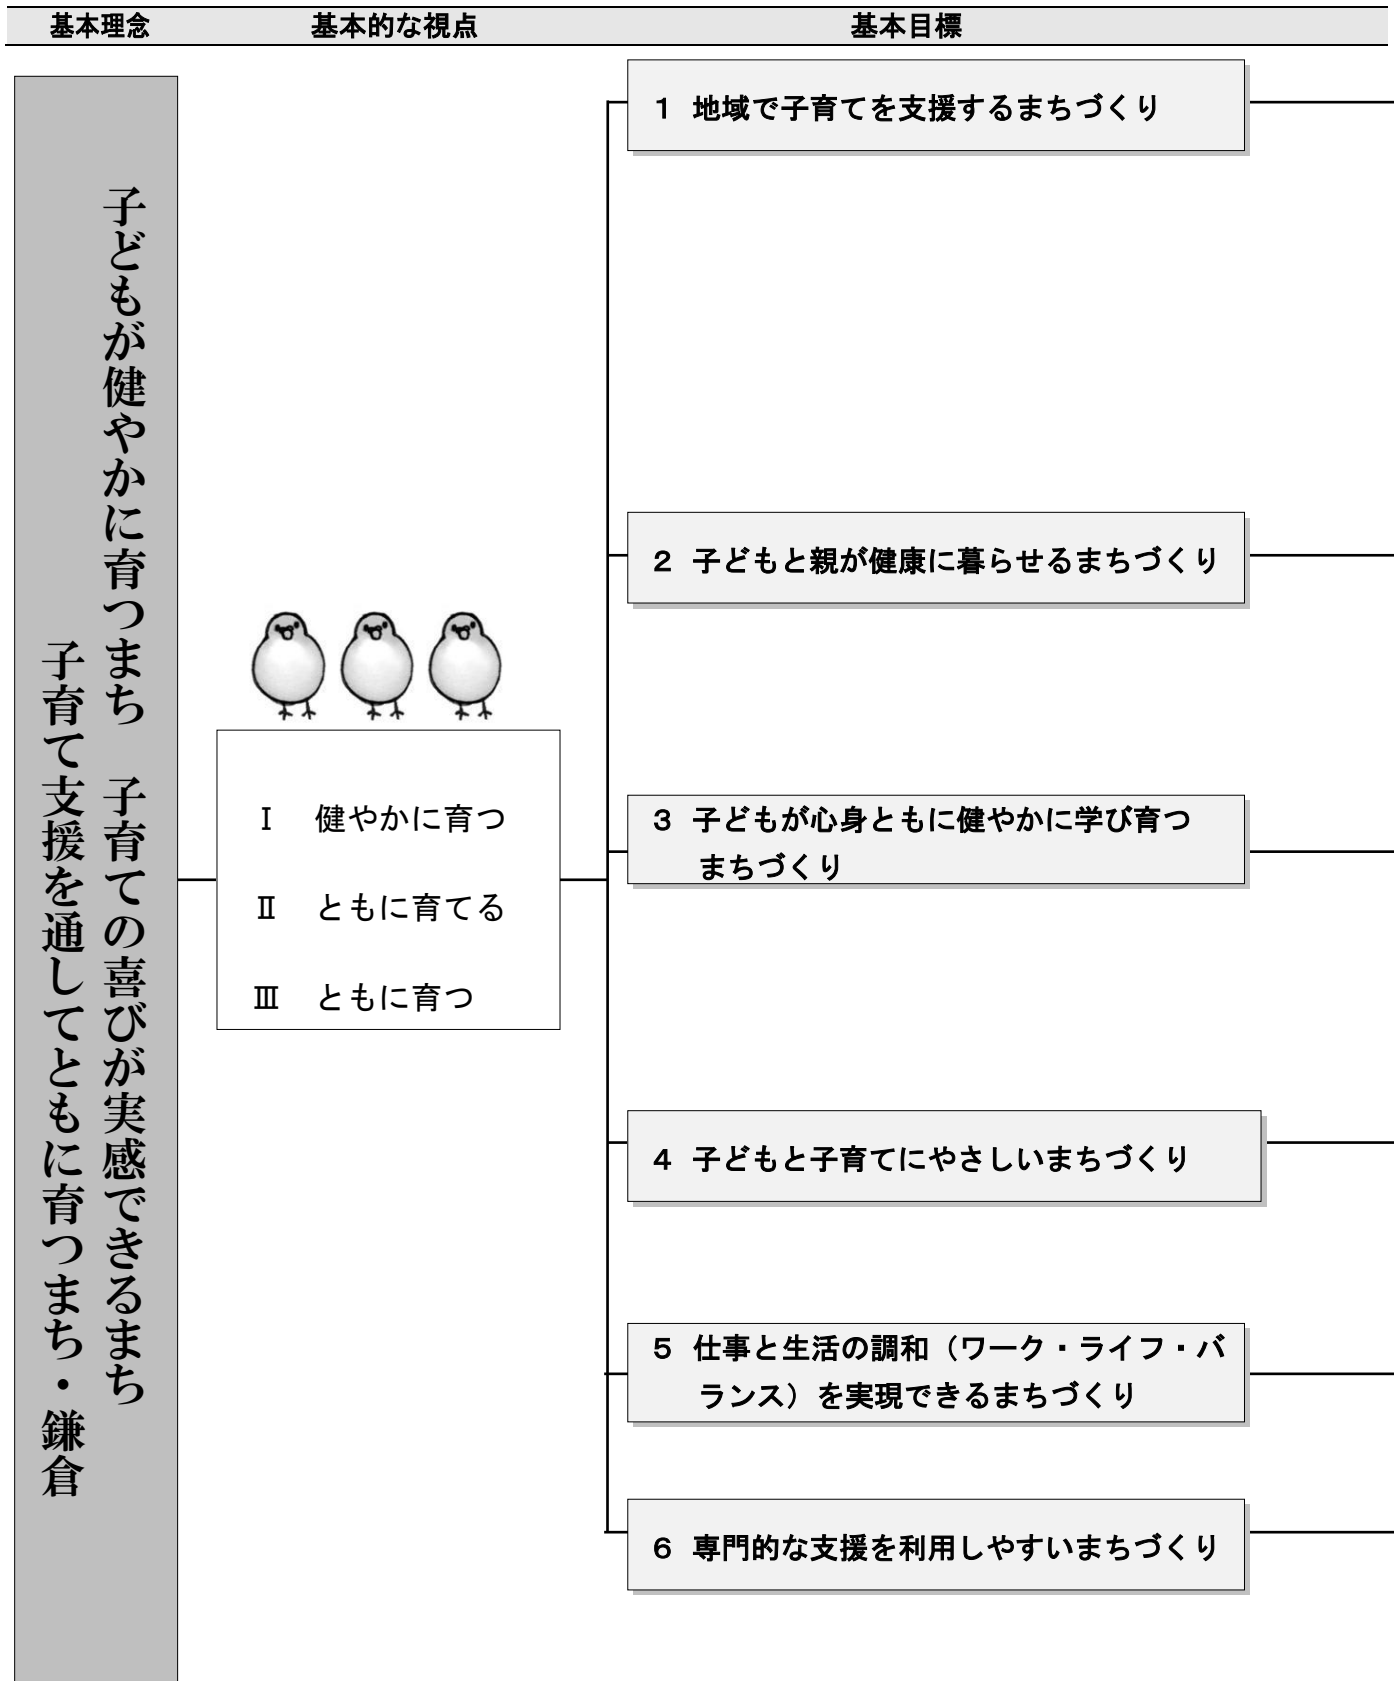 基本理念 基本的な視点 基本目標
子どもが健やかに育つまち 子育ての喜びが実感できるまち
子育て支援を通してともに育つまち・鎌倉
Ⅰ 健やかに育つ
Ⅱ ともに育てる
Ⅲ ともに育つ
1 地域で子育てを支援するまちづくり
2 子どもと親が健康に暮らせるまちづくり
3 子どもが心身ともに健やかに学び育つ
まちづくり
4 子どもと子育てにやさしいまちづくり
5 仕事と生活の調和(ワーク・ライフ・バ
ランス)を実現できるまちづくり
6 専門的な支援を利用しやすいまちづくり